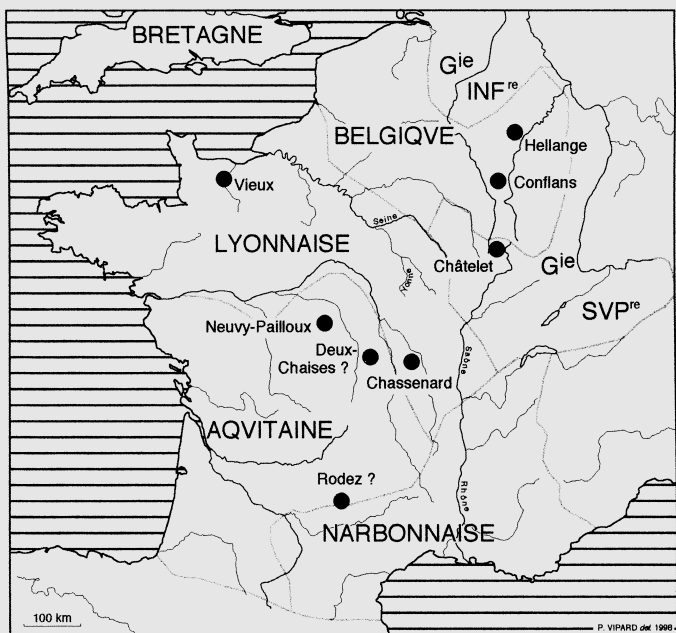 BRETAGNE
Gie
INFre
BELGIQVE
Hellange
Conflans
Vieux
Seine
LYONNAISE
Châtelet
Gie
Yonne
SVPre
Neuvy-Pailloux
Deux-
Chaises ?
Chassenard
Saône
AQVITAINE
Rodez ?
Rhône
NARBONNAISE
100 km
P. VIPARD del. 1998